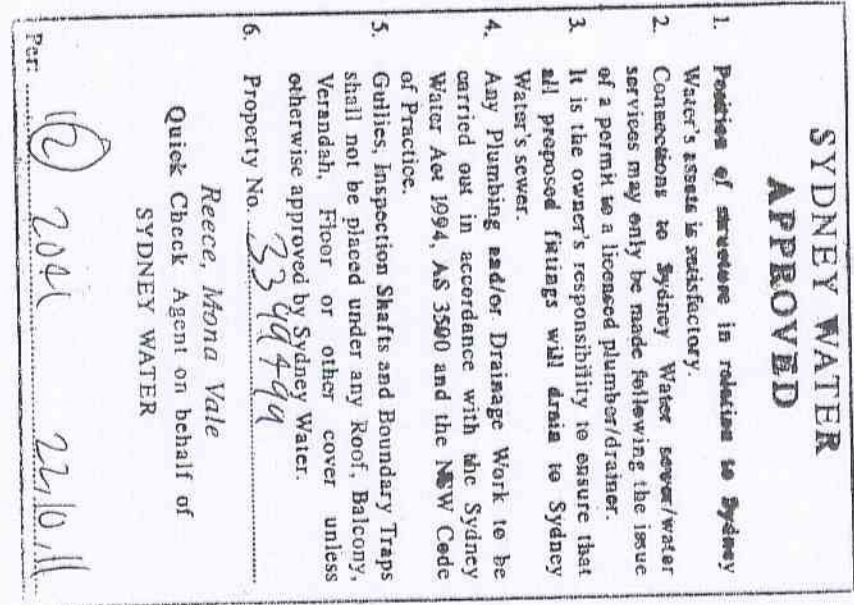 SYDNEY WATER
APPROVED
1. Position of structure in relation to Sydney
Water's assets is satisfactory.
2. Connections to Sydney Water sewer/water
services may only be made following the issue
of a permit to a licensed plumber/drainer.
3. It is the owner's responsibility to ensure that
all proposed fittings will drain to Sydney
Water's sewer.
4. Any Plumbing and/or Drainage Work to be
carried out in accordance with the Sydney
Water Act 1994, AS 3500 and the NSW Code
of Practice.
5. Gullies, Inspection Shafts and Boundary Traps
shall not be placed under any Roof, Balcony,
Verandah, Floor or other cover unless
otherwise approved by Sydney Water.
6. Property No.
Reece, Mona Vale
Quick Check Agent on behalf of
SYDNEY WATER
Per: